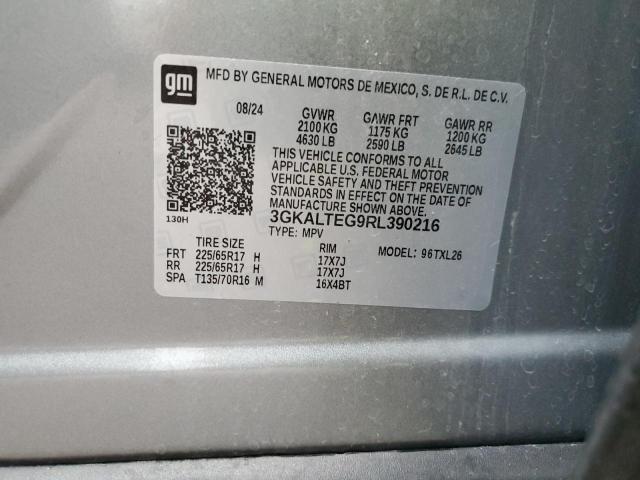 gm MFD BY GENERAL MOTORS DE MEXICO, S. DE R.L. DE C.V.
08/24 GVWR GAWR FRT GAWR RR
2100 KG 1175 KG 1200 KG
4630 LB 2590 LB 2645 LB
THIS VEHICLE CONFORMS TO ALL
APPLICABLE U.S. FEDERAL MOTOR
VEHICLE SAFETY AND THEFT PREVENTION
STANDARDS IN EFFECT ON THE DATE OF
MANUFACTURE SHOWN ABOVE.
130H 3GKALTEG9RL390216
TYPE: MPV
TIRE SIZE RIM MODEL: 96TXL26
FRT 225/65R17 H 17X7J
RR 225/65R17 H 17X7J
SPA T135/70R16 M 16X4BT